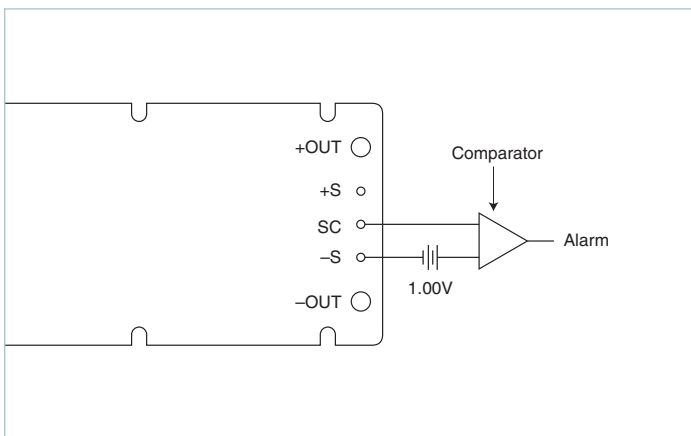 +OUT
Comparator
+S
SC
Alarm
–S
1.00V
–OUT